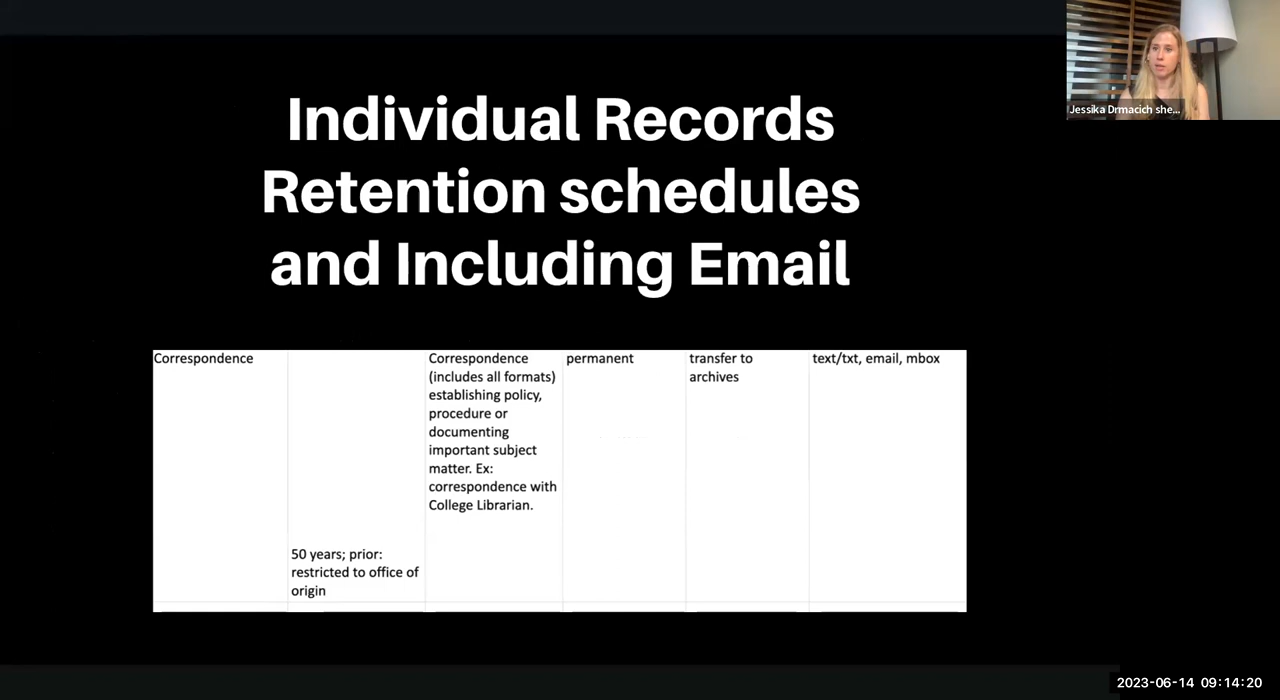 Individual Records
Retention schedules
and Including Email
Correspondence
50 years; prior:
restricted to office of
origin
Correspondence
(includes all formats)
establishing policy,
procedure or
documenting
important subject
matter. Ex:
correspondence with
College Librarian.
permanent
transfer to
archives
text/txt, email, mbox
Jessika Drmacich she...
2023-06-14 09:14:20